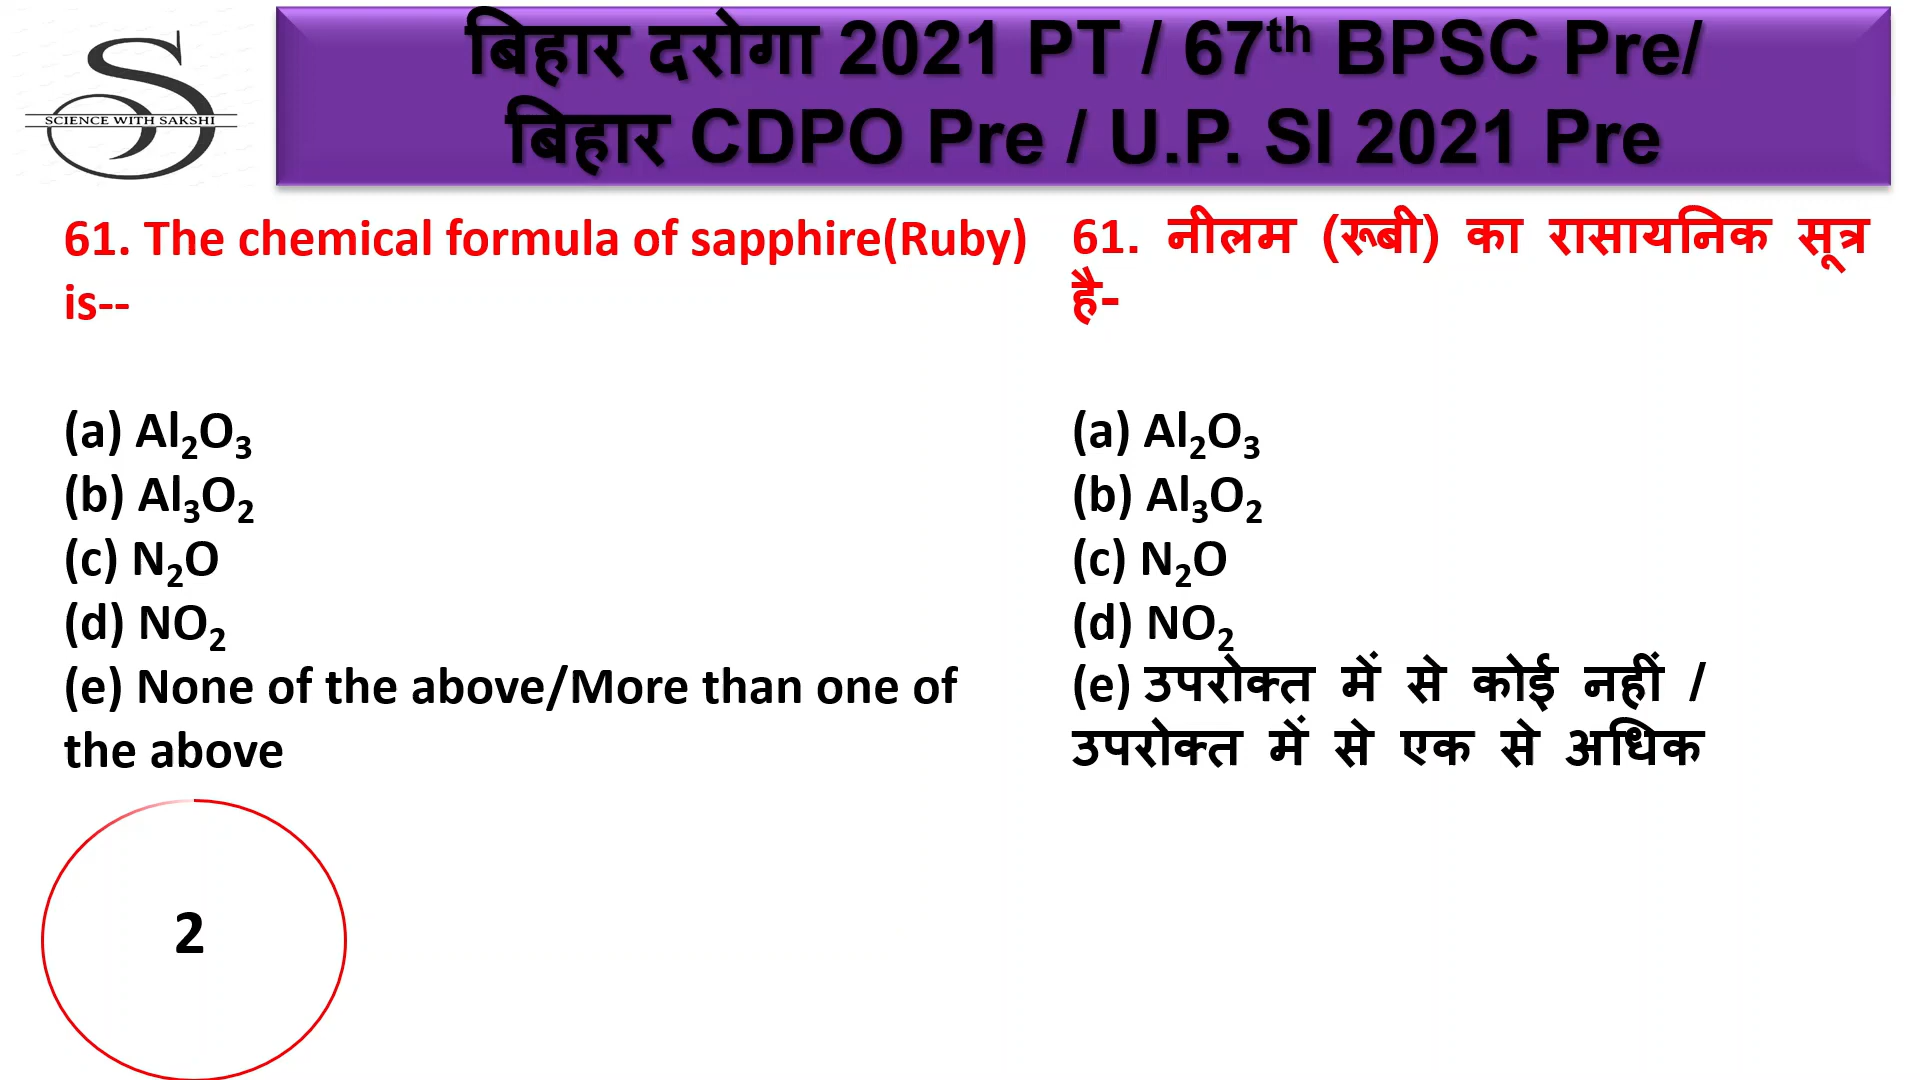 SCIENCE WITH SAKSHI
बिहार दरोगा 2021 PT / 67th BPSC Pre/
बिहार CDPO Pre / U.P. SI 2021 Pre
61. The chemical formula of sapphire(Ruby)
is--
(a) Al₂O₃
(b) Al₃O₂
(c) N₂O
(d) NO₂
(e) None of the above/More than one of
the above
61. नीलम (रूबी) का रासायनिक सूत्र
है-
(a) Al₂O₃
(b) Al₃O₂
(c) N₂O
(d) NO₂
(e) उपरोक्त में से कोई नहीं /
उपरोक्त में से एक से अधिक
2